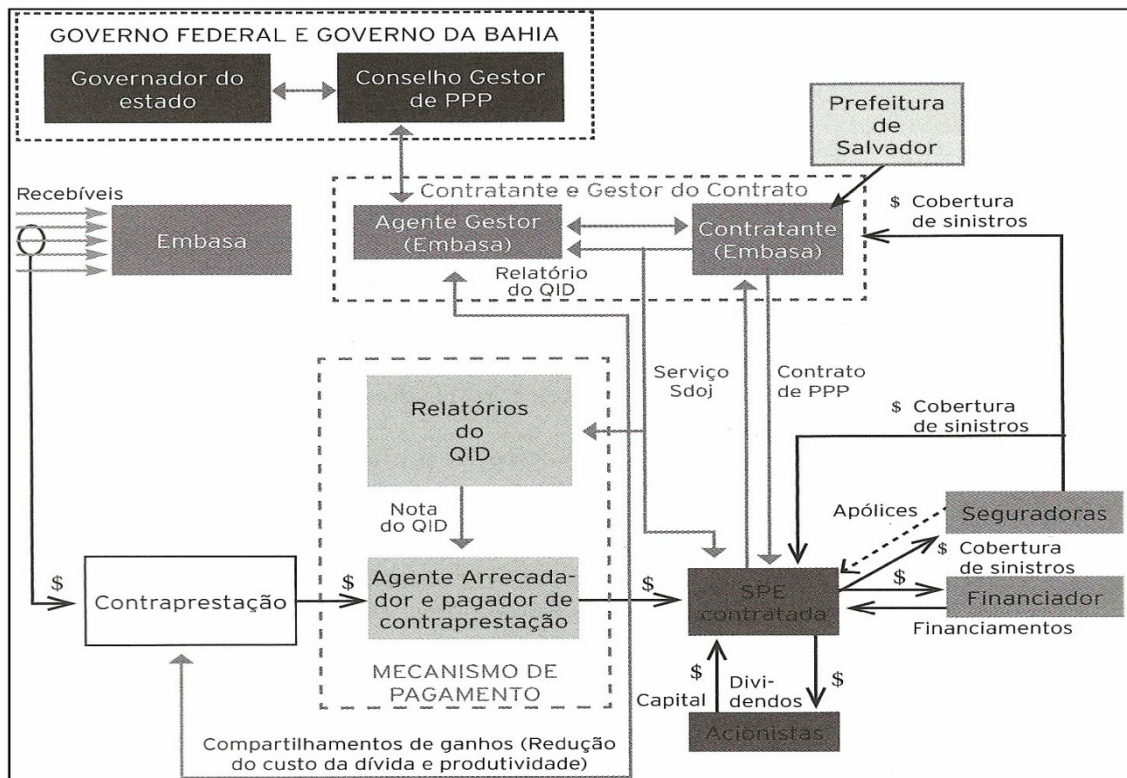 GOVERNO FEDERAL E GOVERNO DA BAHIA
Governador do
estado
Conselho Gestor
de PPP
Prefeitura
de
Salvador
Recebíveis
Embasa
Contratante e Gestor do Contrato
Agente Gestor
(Embasa)
Contratante
(Embasa)
$ Cobertura
de sinistros
Relatório
do QID
Serviço
Sdoj
Contrato
de PPP
$ Cobertura
de sinistros
Relatórios
do
QID
Nota
do QID
Apólices
Seguradoras
$ Cobertura
de sinistros
$
Contraprestação
$
Agente Arrecada-
dor e pagador de
contraprestação
$
SPE
contratada
$
Financiador
Financiamentos
MECANISMO DE
PAGAMENTO
$
Capital
Divi-
dendos
$
Acionistas
Compartilhamentos de ganhos (Redução
do custo da dívida e produtividade)